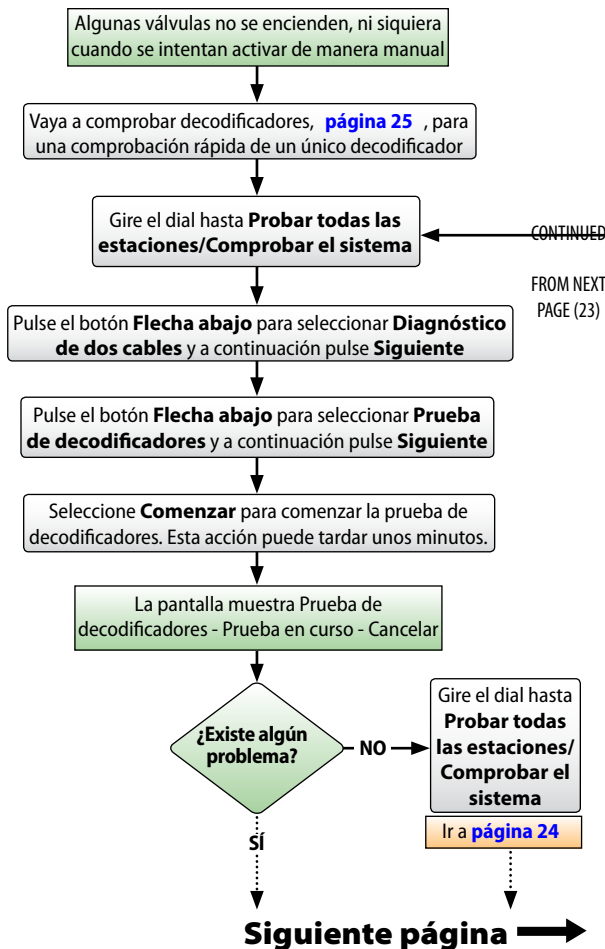 Algunas válvulas no se encienden, ni siquiera
cuando se intentan activar de manera manual
Vaya a comprobar decodificadores, página 25 , para
una comprobación rápida de un único decodificador
Gire el dial hasta Probar todas las
estaciones/Comprobar el sistema
CONTINUED
FROM NEXT
PAGE (23)
Pulse el botón Flecha abajo para seleccionar Diagnóstico
de dos cables y a continuación pulse Siguiente
Pulse el botón Flecha abajo para seleccionar Prueba
de decodificadores y a continuación pulse Siguiente
Seleccione Comenzar para comenzar la prueba de
decodificadores. Esta acción puede tardar unos minutos.
La pantalla muestra Prueba de
decodificadores - Prueba en curso - Cancelar
¿Existe algún
problema?
NO
Gire el dial hasta
Probar todas
las estaciones/
Comprobar el
sistema
Ir a página 24
SÍ
Siguiente página